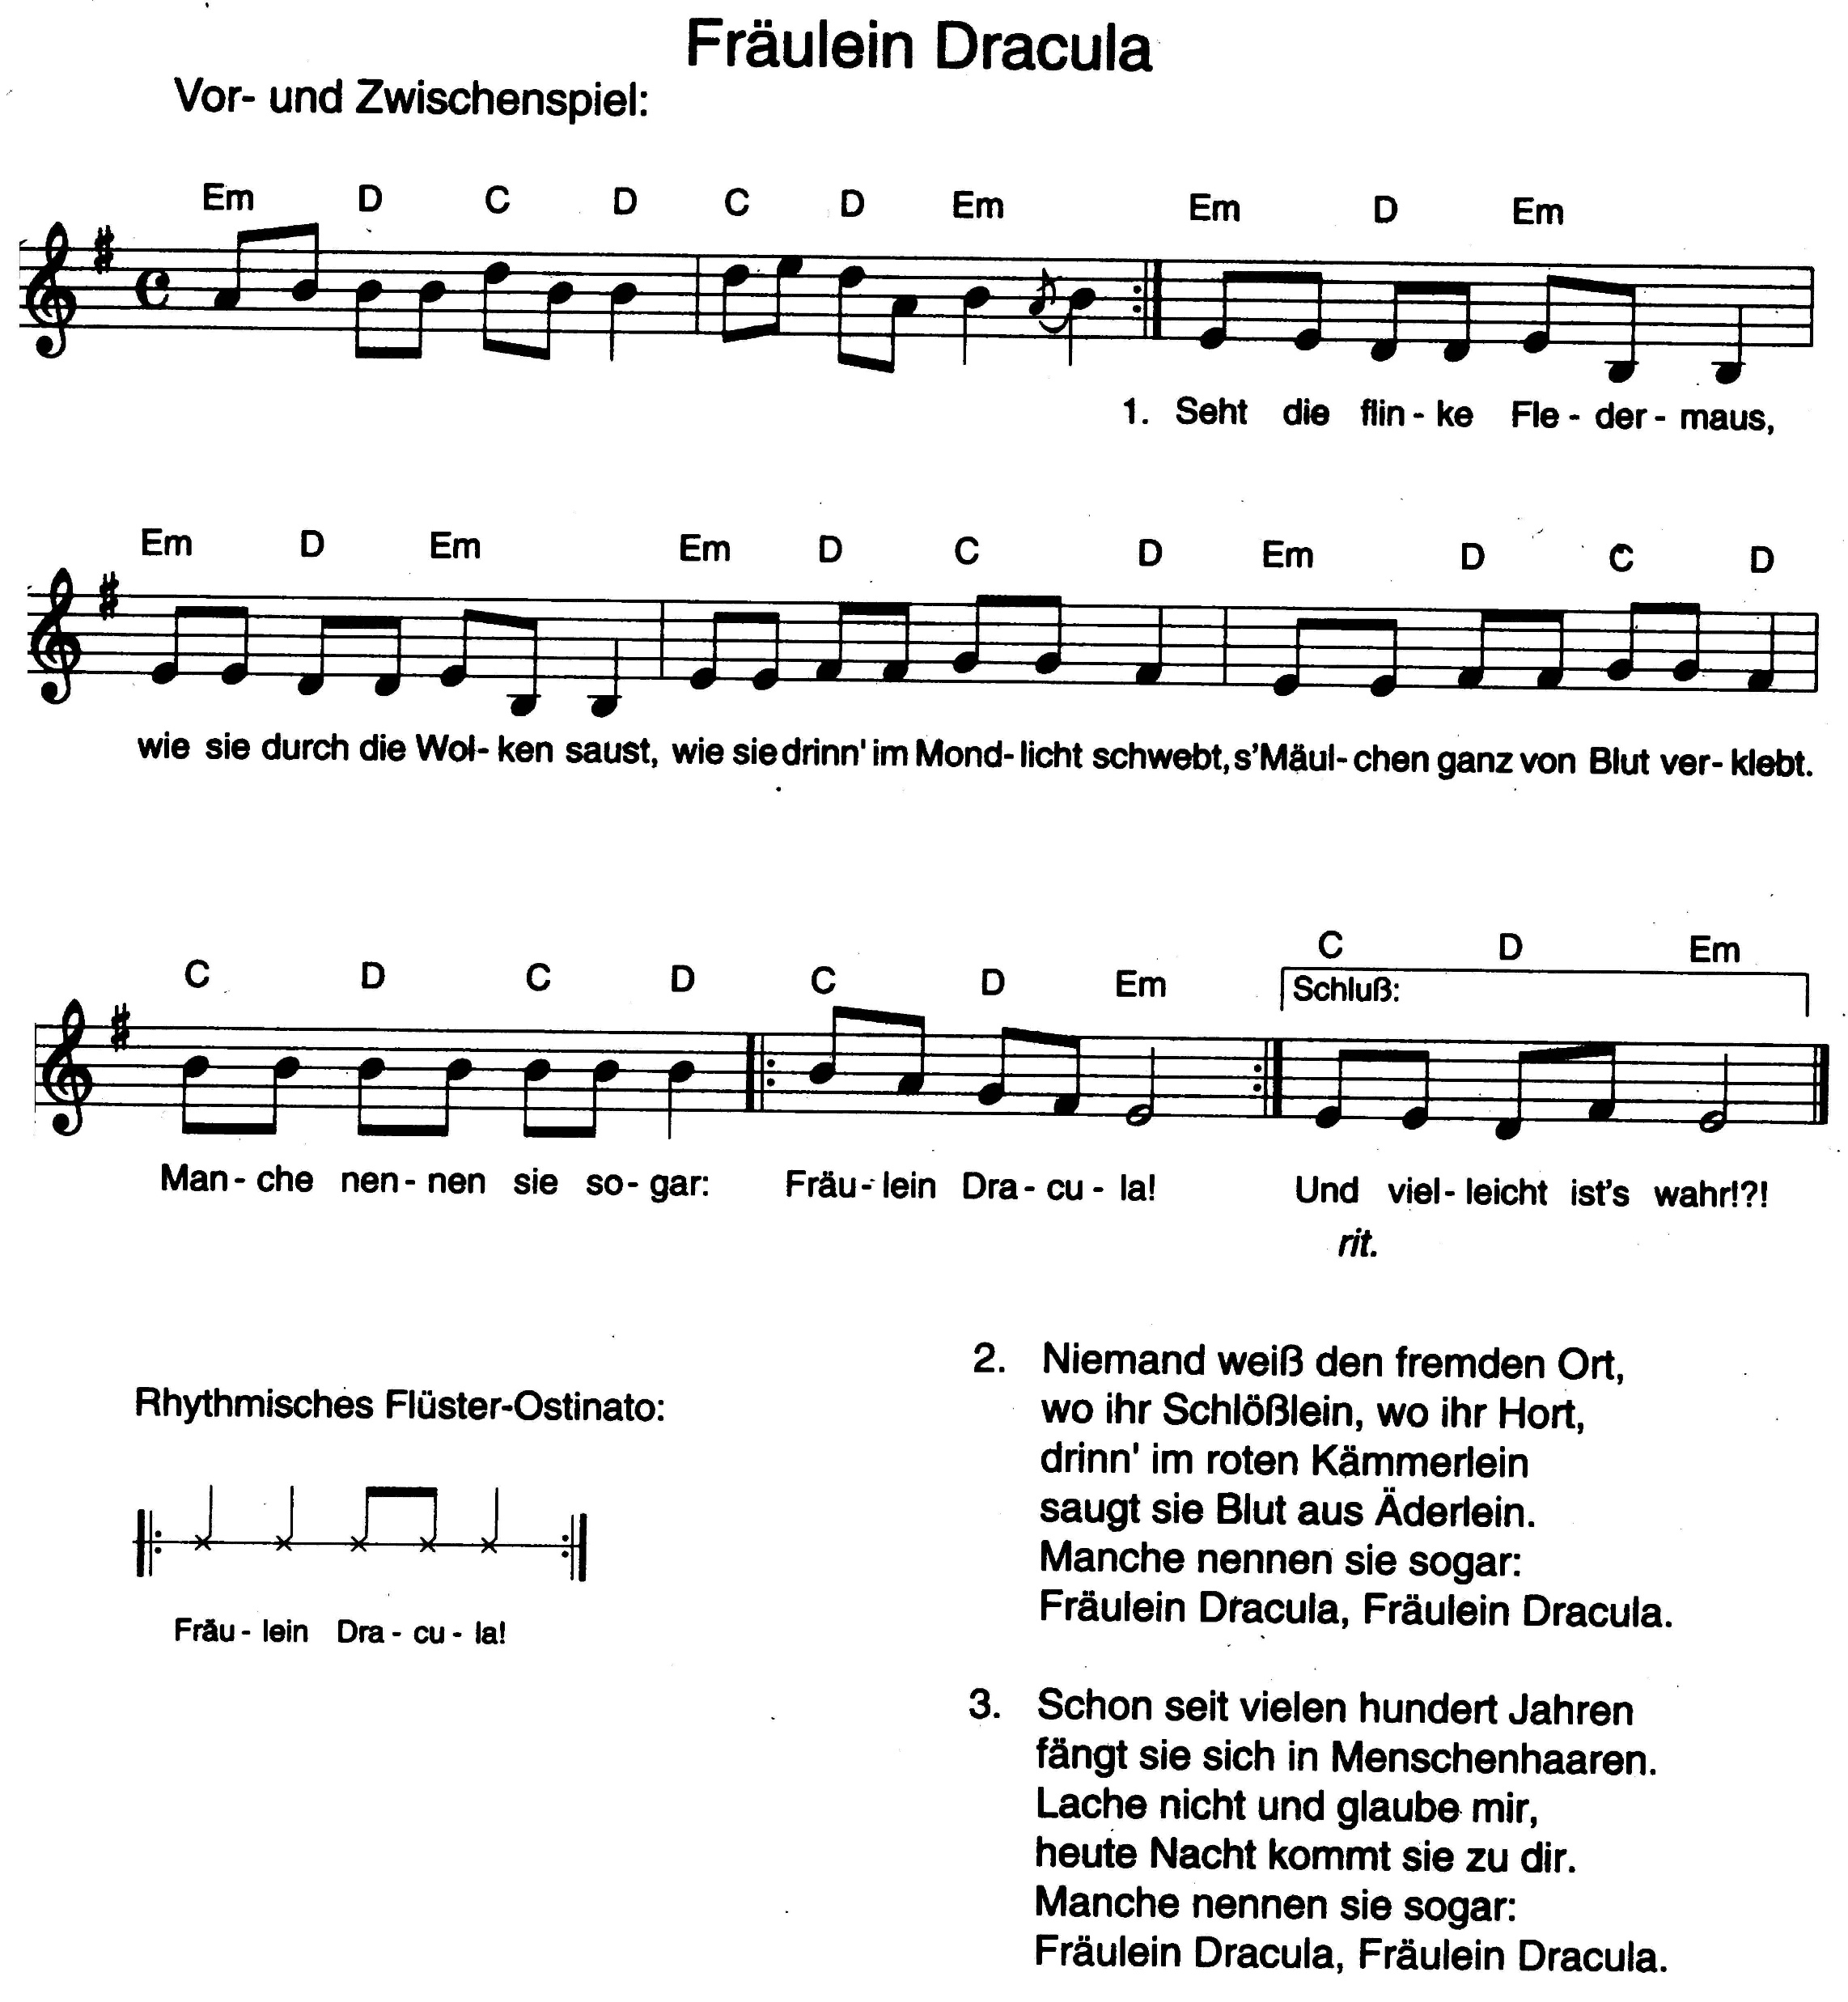 Fräulein Dracula
Vor- und Zwischenspiel:
Em D C D C D Em Em D Em
1. Seht die flin - ke Fle - der - maus,
Em D Em Em D C D Em D C D
wie sie durch die Wol- ken saust, wie sie drinn' im Mond- licht schwebt, s'Mäul- chen ganz von Blut ver- klebt.
C D C D C D Em C D Em
Schluß:
Man - che nen - nen sie so - gar: Fräu - lein Dra - cu - la! Und viel - leicht ist's wahr!?!
rit.
Rhythmisches Flüster-Ostinato:
Fräu - lein Dra - cu - la!
2. Niemand weiß den fremden Ort,
wo ihr Schlößlein, wo ihr Hort,
drinn' im roten Kämmerlein
saugt sie Blut aus Äderlein.
Manche nennen sie sogar:
Fräulein Dracula, Fräulein Dracula.
3. Schon seit vielen hundert Jahren
fängt sie sich in Menschenhaaren.
Lache nicht und glaube mir,
heute Nacht kommt sie zu dir.
Manche nennen sie sogar:
Fräulein Dracula, Fräulein Dracula.